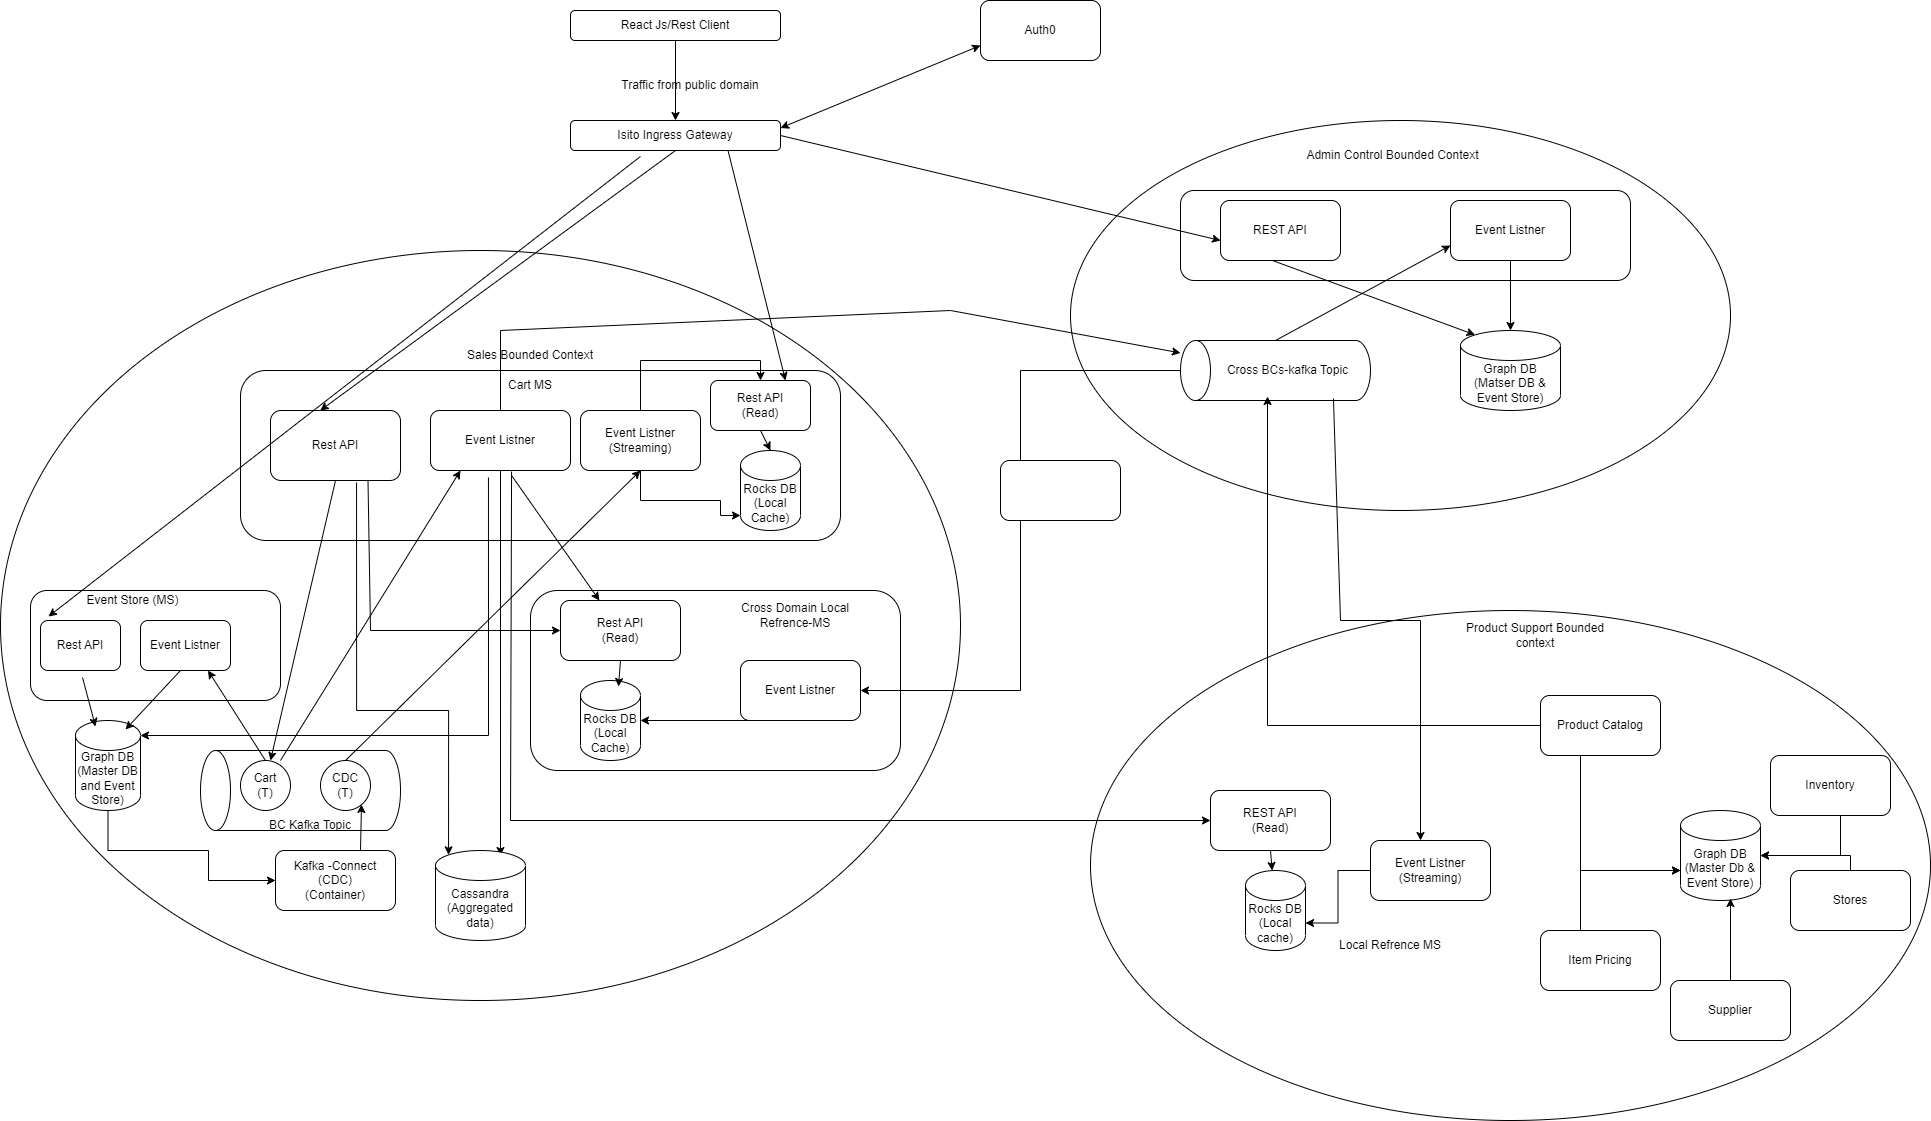 React Js/Rest Client
Auth0
Traffic from public domain
Isito Ingress Gateway
Admin Control Bounded Context
REST API
Event Listner
Cross BCs-kafka Topic
Graph DB
(Matser DB &
Event Store)
Sales Bounded Context
Cart MS
Rest API
Event Listner
Event Listner
(Streaming)
Rest API
(Read)
Rocks DB
(Local
Cache)
Event Store (MS)
Rest API
Event Listner
Cross Domain Local
Refrence-MS
Rest API
(Read)
Event Listner
Rocks DB
(Local
Cache)
Graph DB
(Master DB
and Event
Store)
Cart
(T)
CDC
(T)
BC Kafka Topic
Kafka -Connect
(CDC)
(Container)
Cassandra
(Aggregated
data)
Product Support Bounded
context
Product Catalog
Inventory
REST API
(Read)
Event Listner
(Streaming)
Graph DB
(Master Db &
Event Store)
Stores
Rocks DB
(Local
cache)
Local Refrence MS
Item Pricing
Supplier